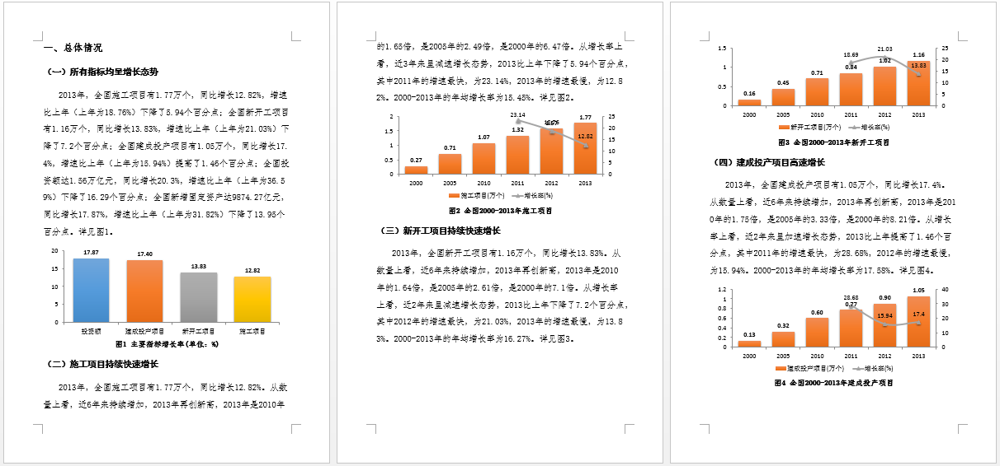 一、总体情况
（一）所有指标均呈增长态势
2013年，全国施工项目有1.77万个，同比增长12.82%，增速
比上年（上年为18.76%）下降了5.94个百分点；全国新开工项目
有1.16万个，同比增长13.83%，增速比上年（上年为21.03%）下
降了7.2个百分点；全国建成投产项目有1.05万个，同比增长17.
4%，增速比上年（上年为15.94%）提高了1.46个百分点；全国投
资额达1.56万亿元，同比增长20.3%，增速比上年（上年为36.5
9%）下降了16.29个百分点；全国新增固定资产达9874.27亿元，
同比增长17.87%，增速比上年（上年为31.82%）下降了13.95个
百分点。详见图1。
20
15
10
5
0
17.87
17.40
13.83
12.82
投资额 建成投产项目 新开工项目 施工项目
图1 主要指标增长率(单位：%)
（二）施工项目持续快速增长
2013年，全国施工项目有1.77万个，同比增长12.82%。从数
量上看，近6年来持续增加，2013年再创新高，2013年是2010年
的1.65倍，是2005年的2.49倍，是2000年的6.47倍。从增长率上
看，近3年来呈减速增长态势，2013比上年下降了5.94个百分点，
其中2011年的增速最快，为23.14%，2013年的增速最慢，为12.8
2%。2000-2013年的年均增长率为15.45%。详见图2。
2
1.5
1
0.5
0
0.27
0.71
1.07
1.32
1.77
23.14
12.82
25
20
15
10
5
0
2000 2005 2010 2011 2012 2013
施工项目(万个) 增长率(%)
图2 全国2000-2013年施工项目
（三）新开工项目持续快速增长
2013年，全国新开工项目有1.16万个，同比增长13.83%。从
数量上看，近6年来持续增加，2013年再创新高，2013年是2010
年的1.64倍，是2005年的2.61倍，是2000年的7.1倍。从增长率
上看，近2年来呈减速增长态势，2013比上年下降了7.2个百分点，
其中2012年的增速最快，为21.03%，2013年的增速最慢，为13.8
3%。2000-2013年的年均增长率为16.27%。详见图3。
1.5
1
0.5
0
0.16
0.45
0.71
0.84
1.02
1.16
18.69
21.03
13.83
25
20
15
10
5
0
2000 2005 2010 2011 2012 2013
新开工项目(万个) 增长率(%)
图3 全国2000-2013年新开工项目
（四）建成投产项目高速增长
2013年，全国建成投产项目有1.05万个，同比增长17.4%。
从数量上看，近6年来持续增加，2013年再创新高，2013年是201
0年的1.75倍，是2005年的3.33倍，是2000年的8.21倍。从增长
率上看，近2年来呈加速增长态势，2013比上年提高了1.46个百
分点，其中2011年的增速最快，为28.68%，2012年的增速最慢，
为15.94%。2000-2013年的年均增长率为17.58%。详见图4。
1.2
1
0.8
0.6
0.4
0.2
0
0.13
0.32
0.60
0.77
0.90
1.05
28.68
15.94
17.4
40
30
20
10
0
2000 2005 2010 2011 2012 2013
建成投产项目(万个) 增长率(%)
图4 全国2000-2013年建成投产项目